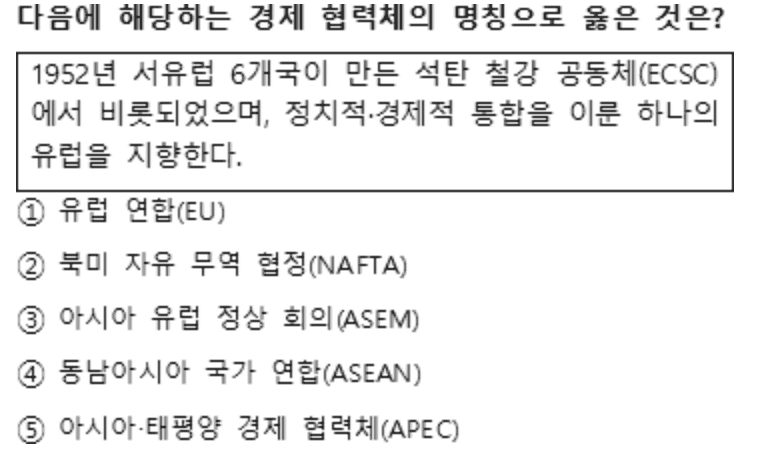 다음에 해당하는 경제 협력체의 명칭으로 옳은 것은?
1952년 서유럽 6개국이 만든 석탄 철강 공동체(ECSC)
에서 비롯되었으며, 정치적·경제적 통합을 이룬 하나의
유럽을 지향한다.
① 유럽 연합(EU)
② 북미 자유 무역 협정(NAFTA)
③ 아시아 유럽 정상 회의(ASEM)
④ 동남아시아 국가 연합(ASEAN)
⑤ 아시아·태평양 경제 협력체(APEC)